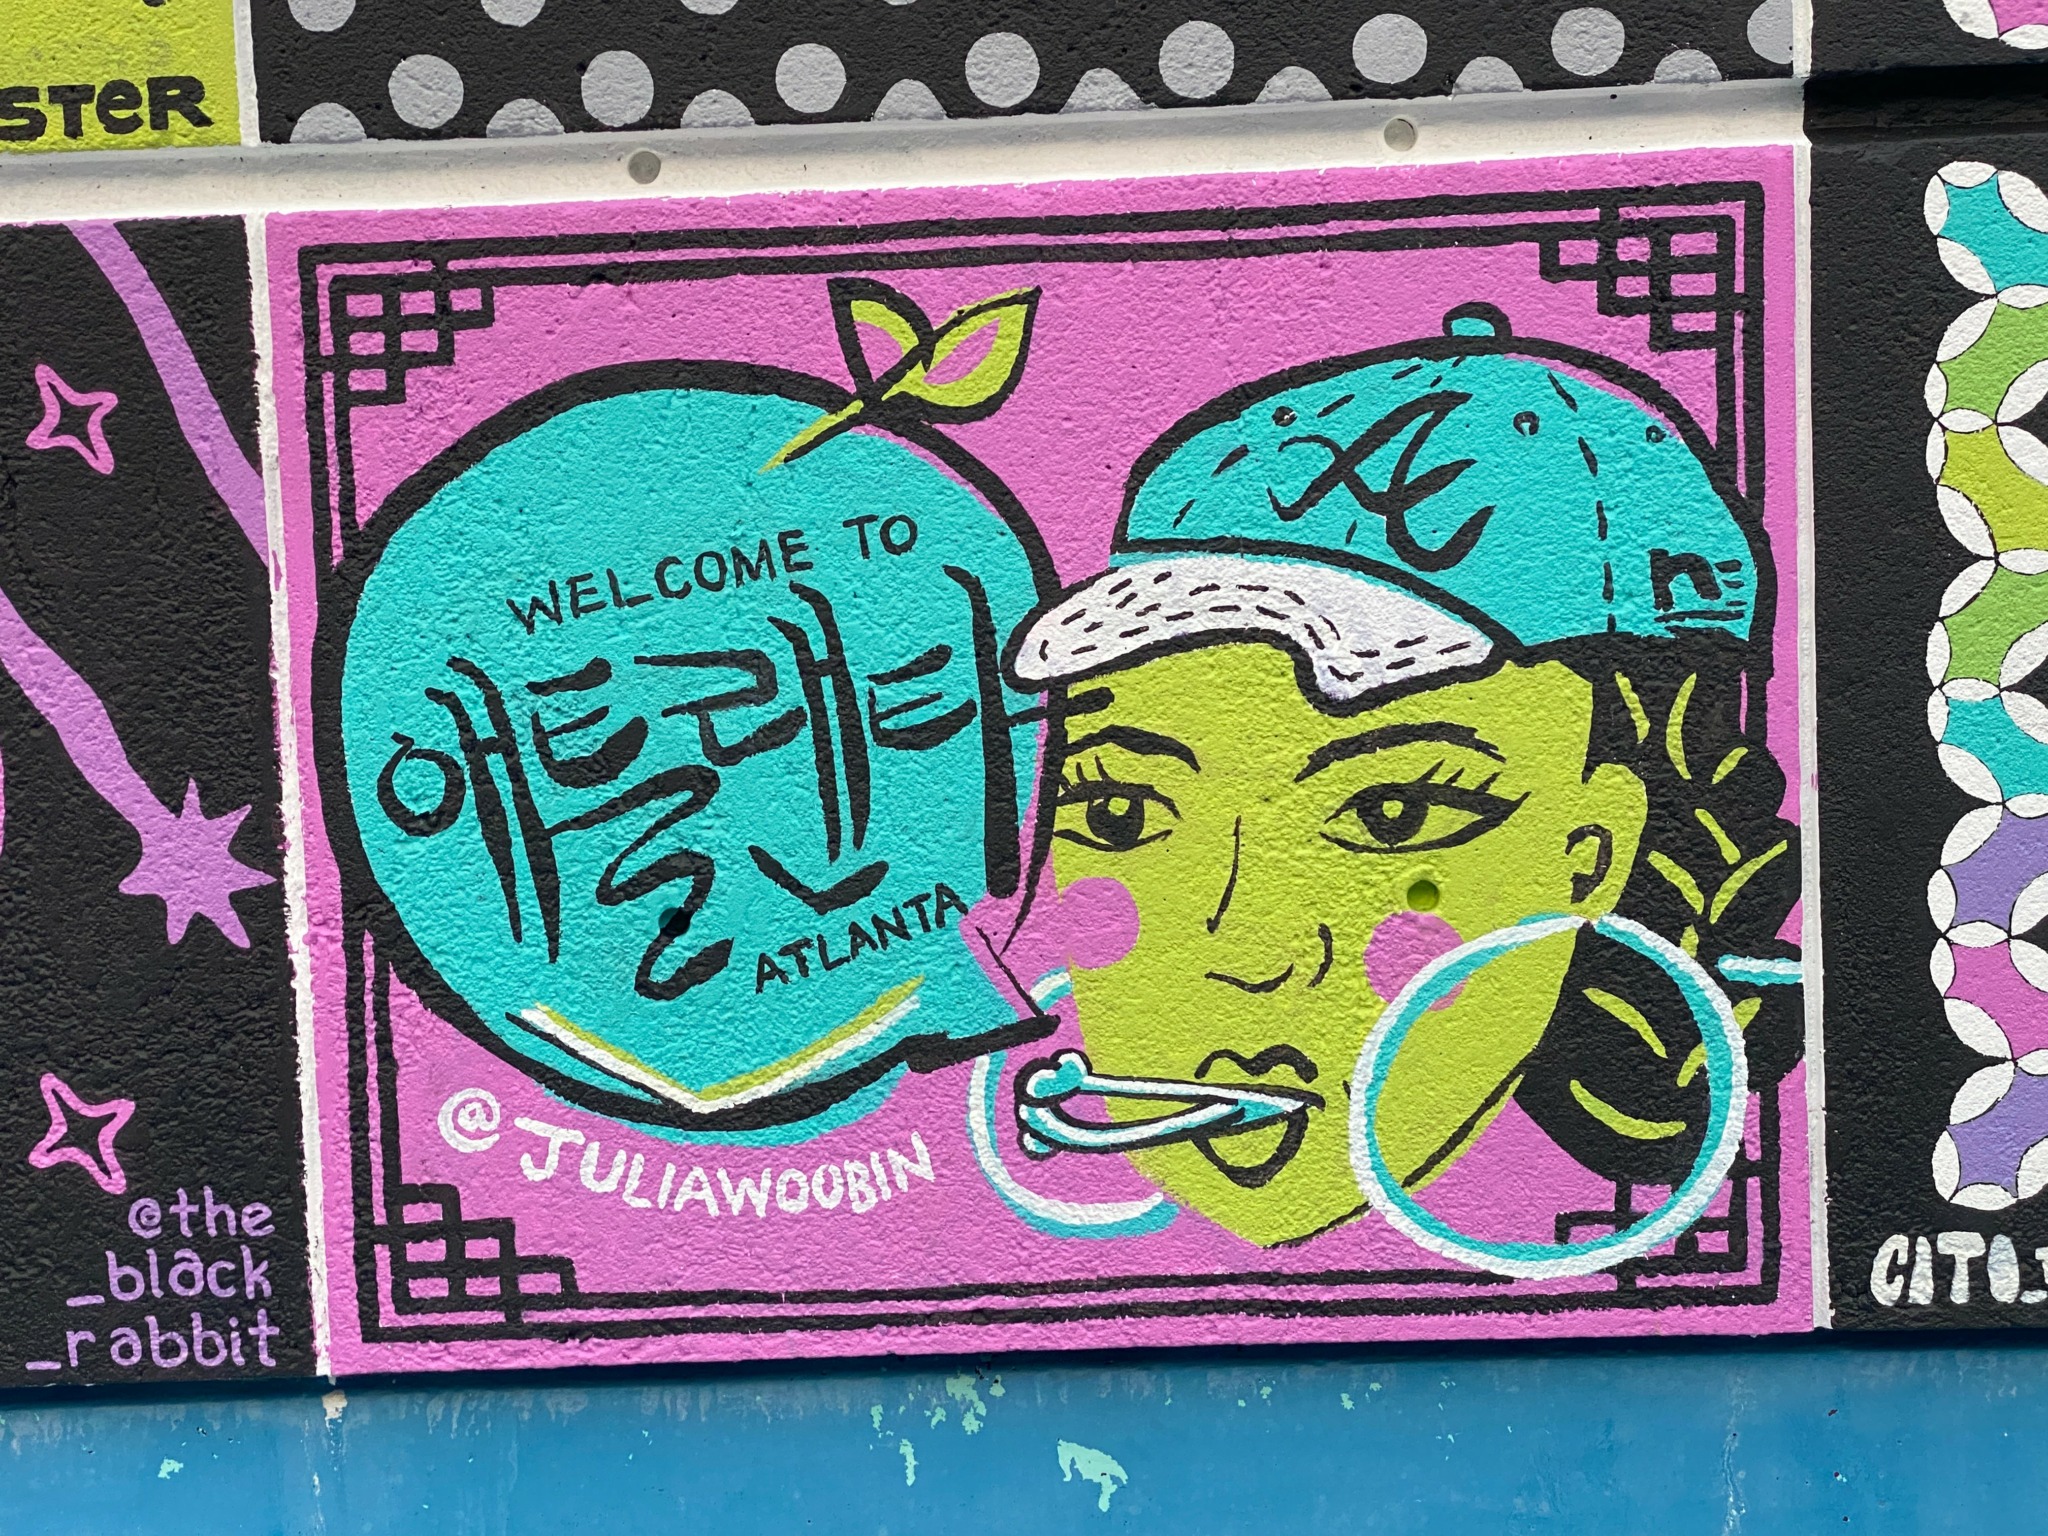 STeR
WELCOME TO
애틀랜타
ATLANTA
@JULIAWOOBIN
@the
_black
_rabbit